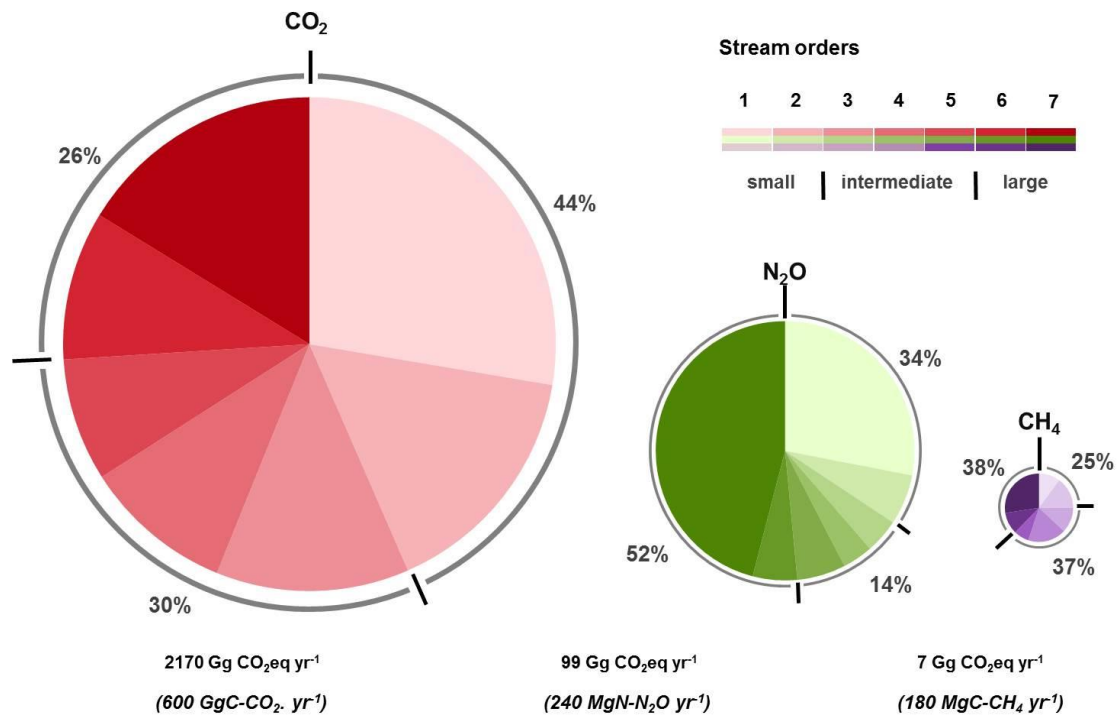 CO₂
44%
26%
30%
Stream orders
1 2 3 4 5 6 7
small intermediate large
N₂O
34%
52%
14%
CH₄
38% 25%
37%
2170 Gg CO₂eq yr⁻¹
(600 GgC-CO₂. yr⁻¹)
99 Gg CO₂eq yr⁻¹
(240 MgN-N₂O yr⁻¹)
7 Gg CO₂eq yr⁻¹
(180 MgC-CH₄ yr⁻¹)